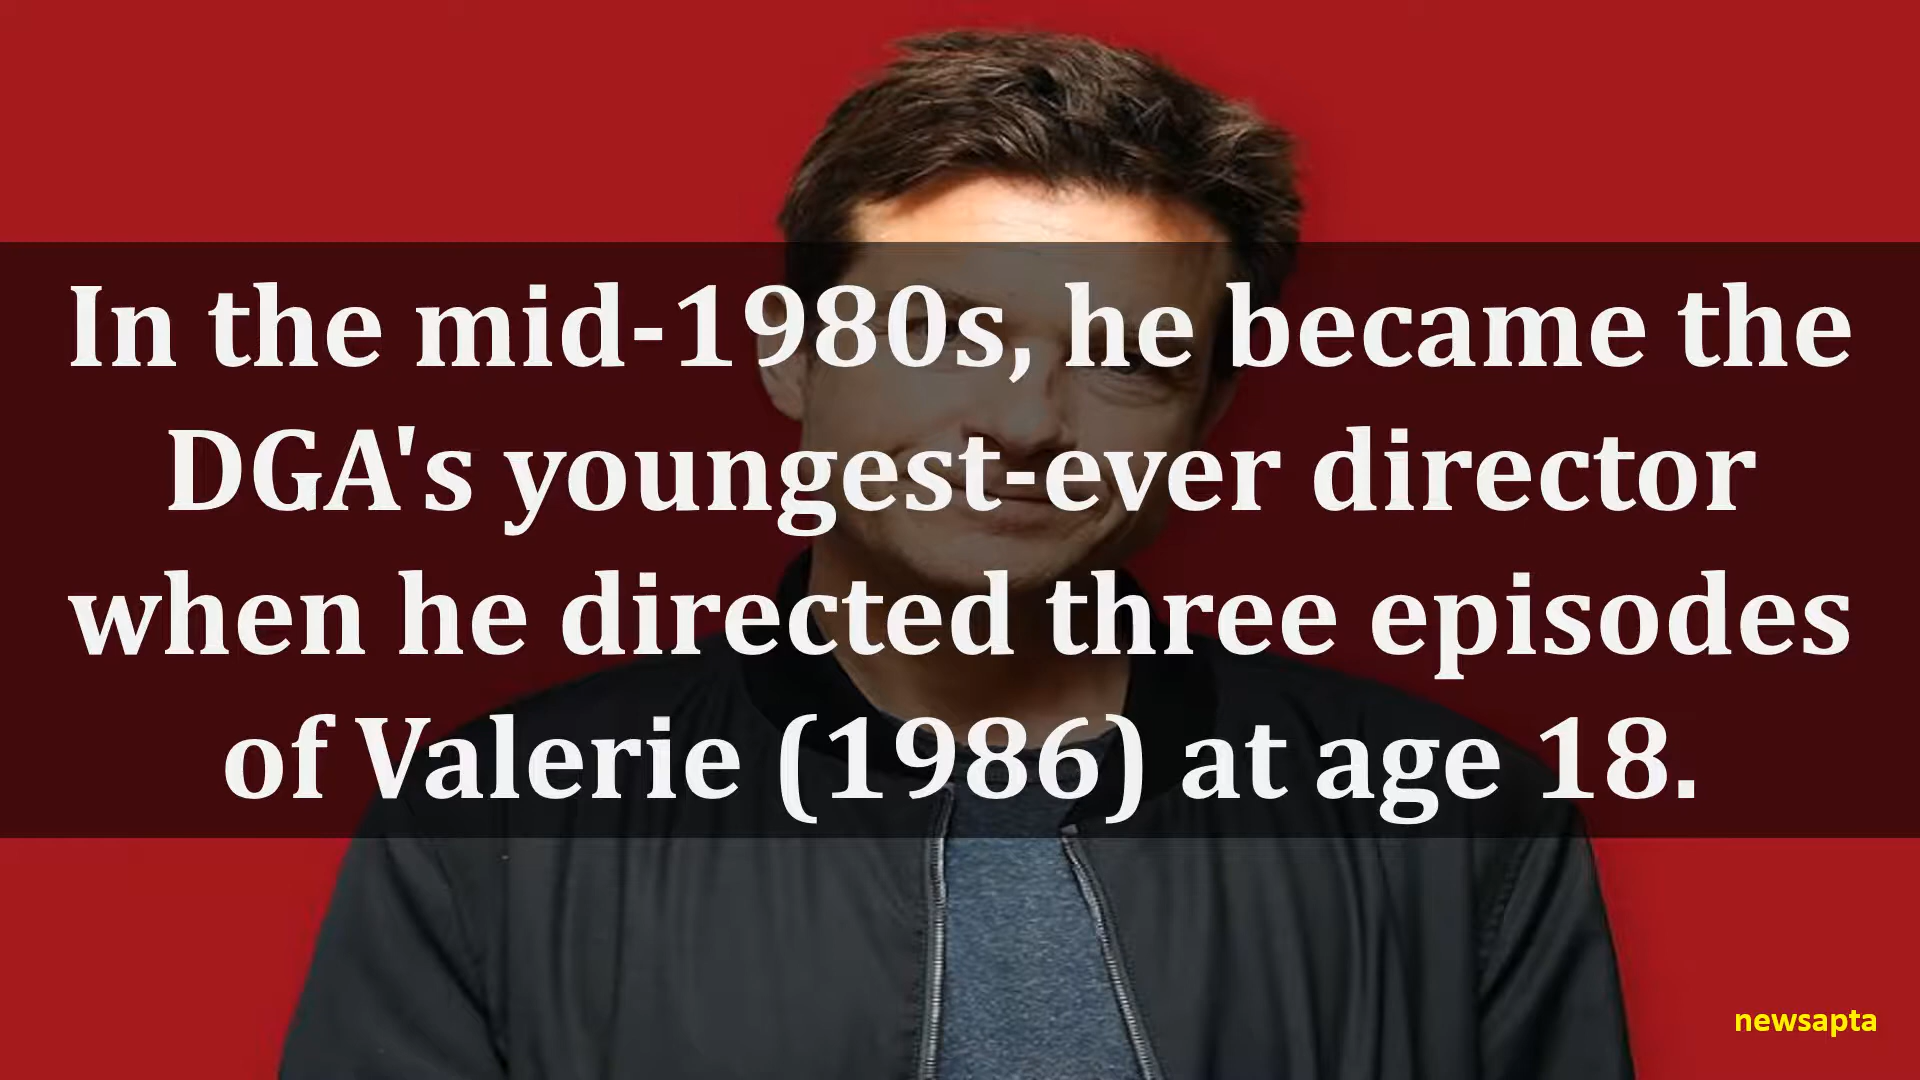 In the mid-1980s, he became the
DGA's youngest-ever director
when he directed three episodes
of Valerie (1986) at age 18.
newsapta